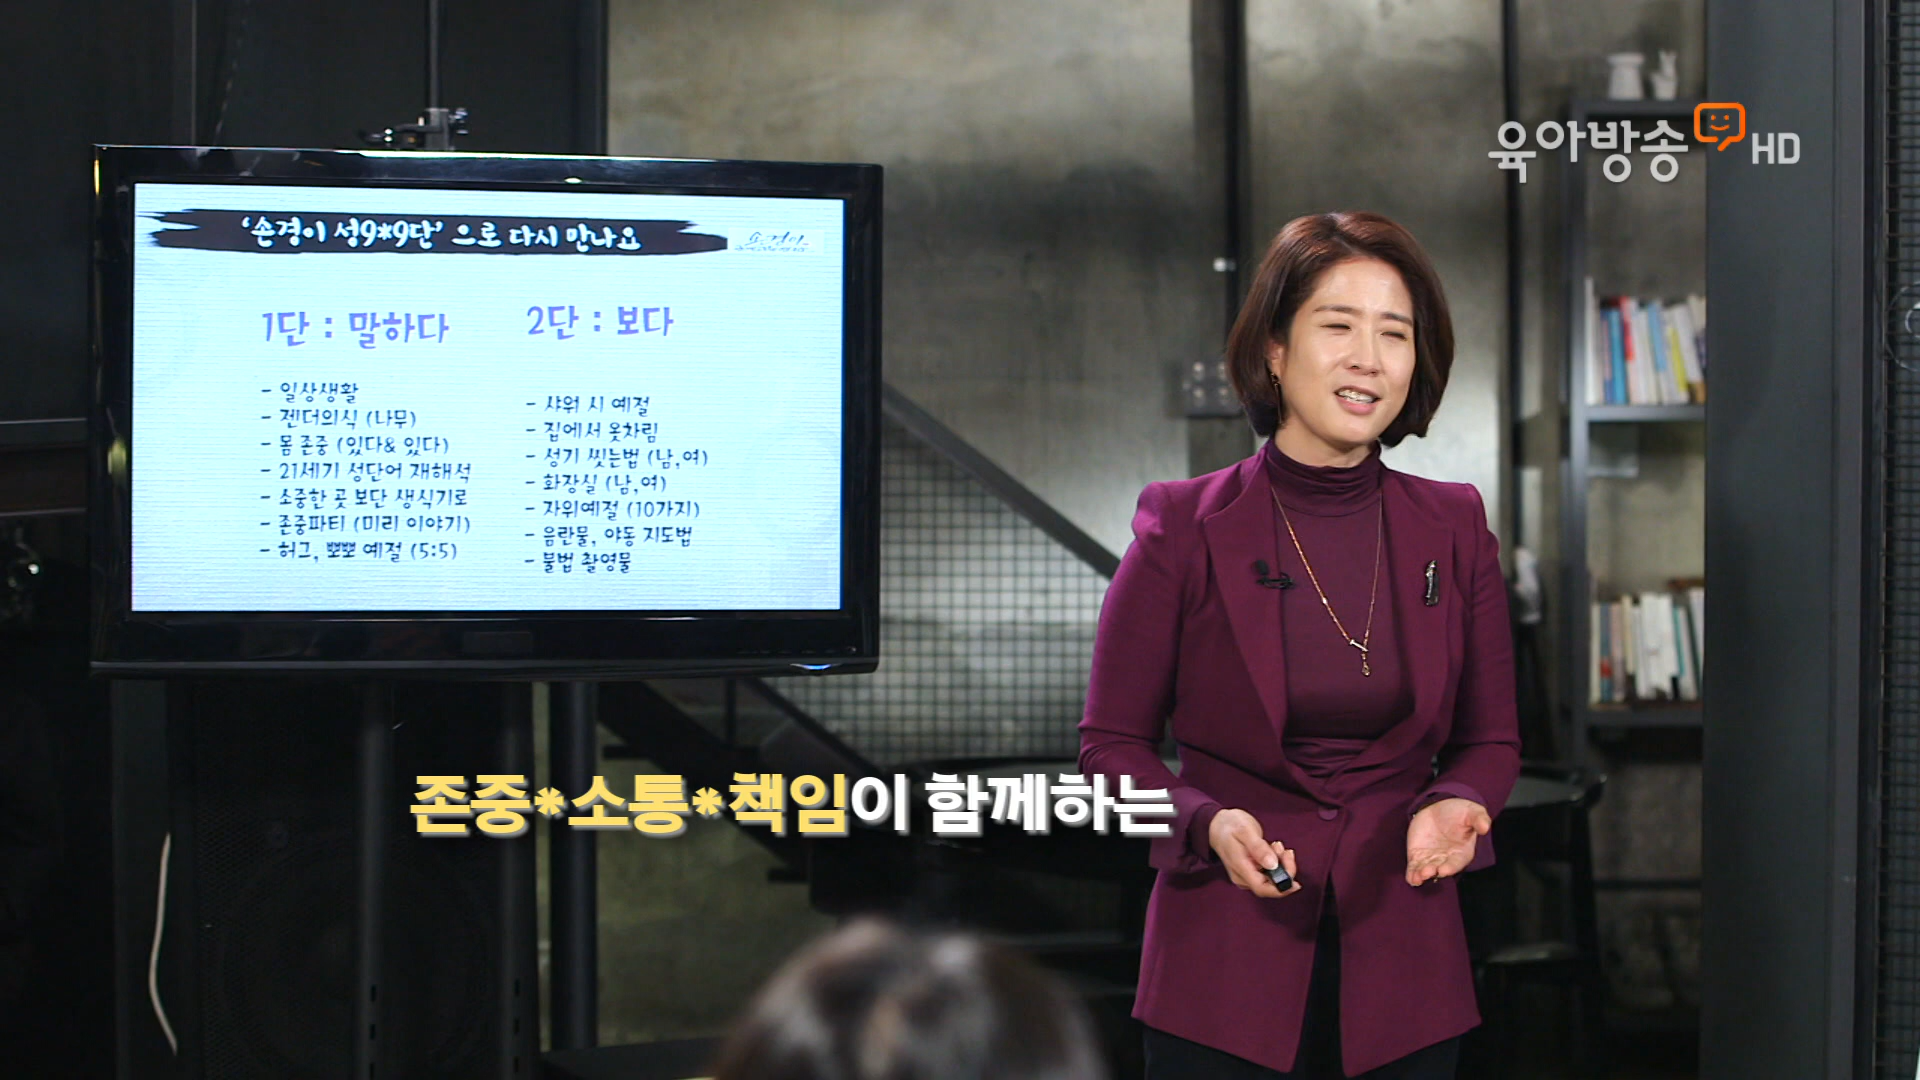 육아방송 HD
‘손경이 성9*9단’ 으로 다시 만나요
손경이
1단 : 말하다
- 일상생활
- 젠더의식 (나무)
- 몸 존중 (있다& 있다)
- 21세기 성단어 재해석
- 소중한 곳 보단 생식기로
- 존중파티 (미리 이야기)
- 허그, 뽀뽀 예절 (5:5)
2단 : 보다
- 샤워 시 예절
- 집에서 옷차림
- 성기 씻는법 (남,여)
- 화장실 (남,여)
- 자위예절 (10가지)
- 음란물, 야동 지도법
- 불법 촬영물
존중*소통*책임이 함께하는